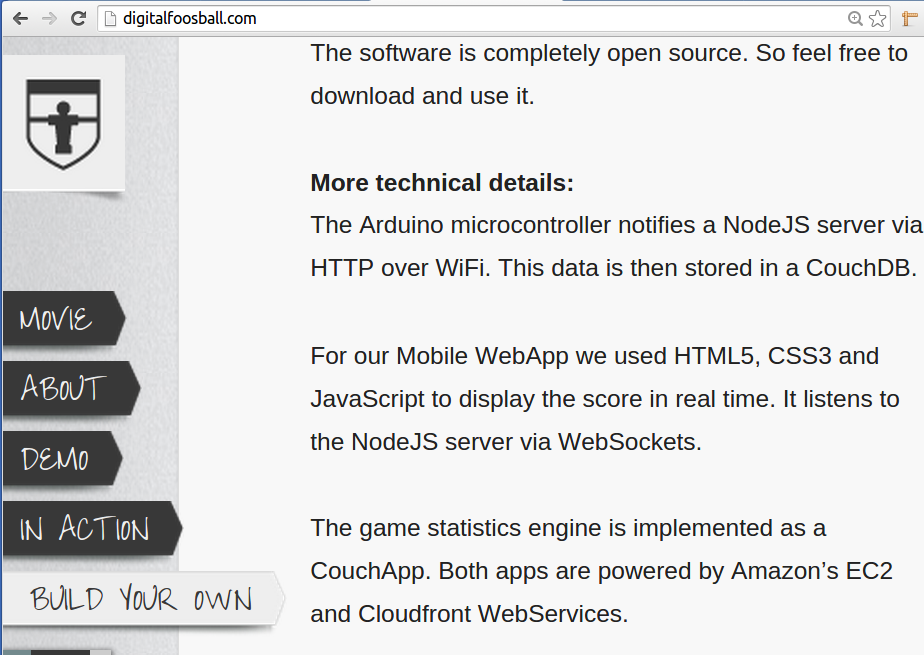 digitalfoosball.com
The software is completely open source. So feel free to
download and use it.
More technical details:
The Arduino microcontroller notifies a NodeJS server via
HTTP over WiFi. This data is then stored in a CouchDB.
For our Mobile WebApp we used HTML5, CSS3 and
JavaScript to display the score in real time. It listens to
the NodeJS server via WebSockets.
The game statistics engine is implemented as a
CouchApp. Both apps are powered by Amazon’s EC2
and Cloudfront WebServices.
MOVIE
ABOUT
DEMO
IN ACTION
BUILD YOUR OWN